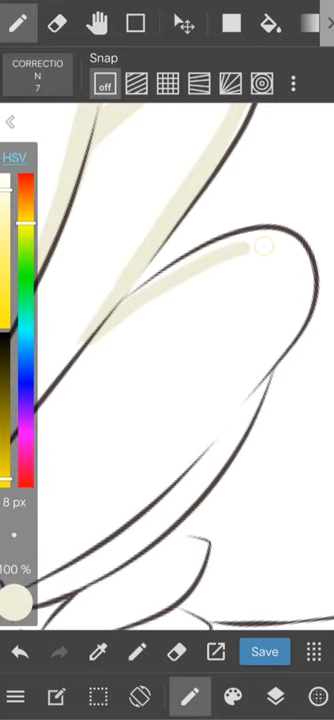 Snap
CORRECTIO
N
7
off
HSV
8 px
100 %
Save